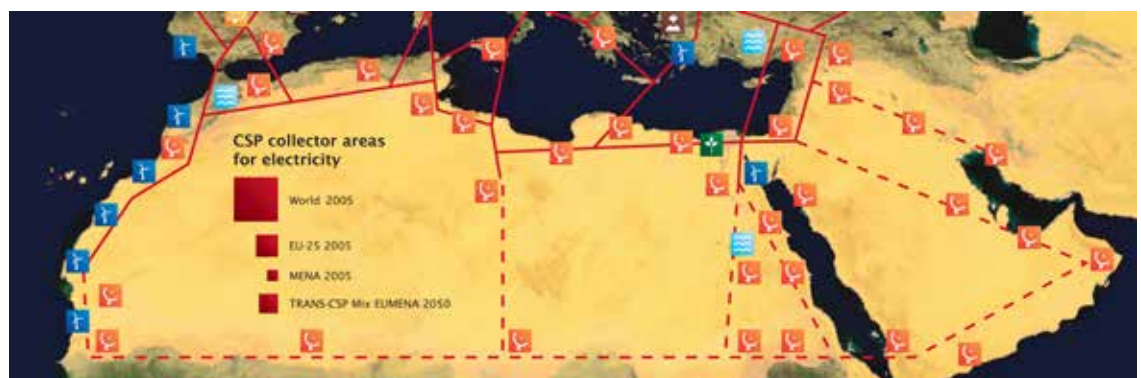 CSP collector areas
for electricity
World 2005
EU-25 2005
MENA 2005
TRANS-CSP Mix EUMENA 2050